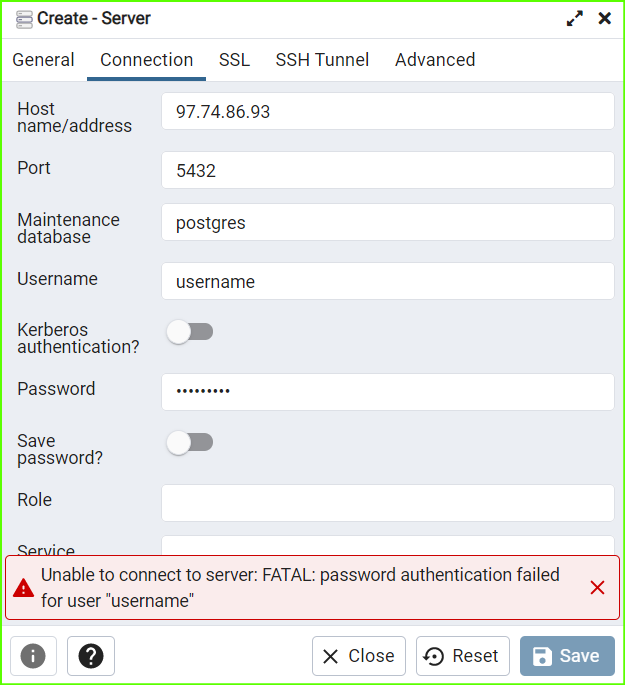 Create - Server
General Connection SSL SSH Tunnel Advanced
Host
name/address
97.74.86.93
Port
5432
Maintenance
database
postgres
Username
username
Kerberos
authentication?
Password
•••••••••
Save
password?
Role
Service
Unable to connect to server: FATAL: password authentication failed
for user "username"
Close Reset Save